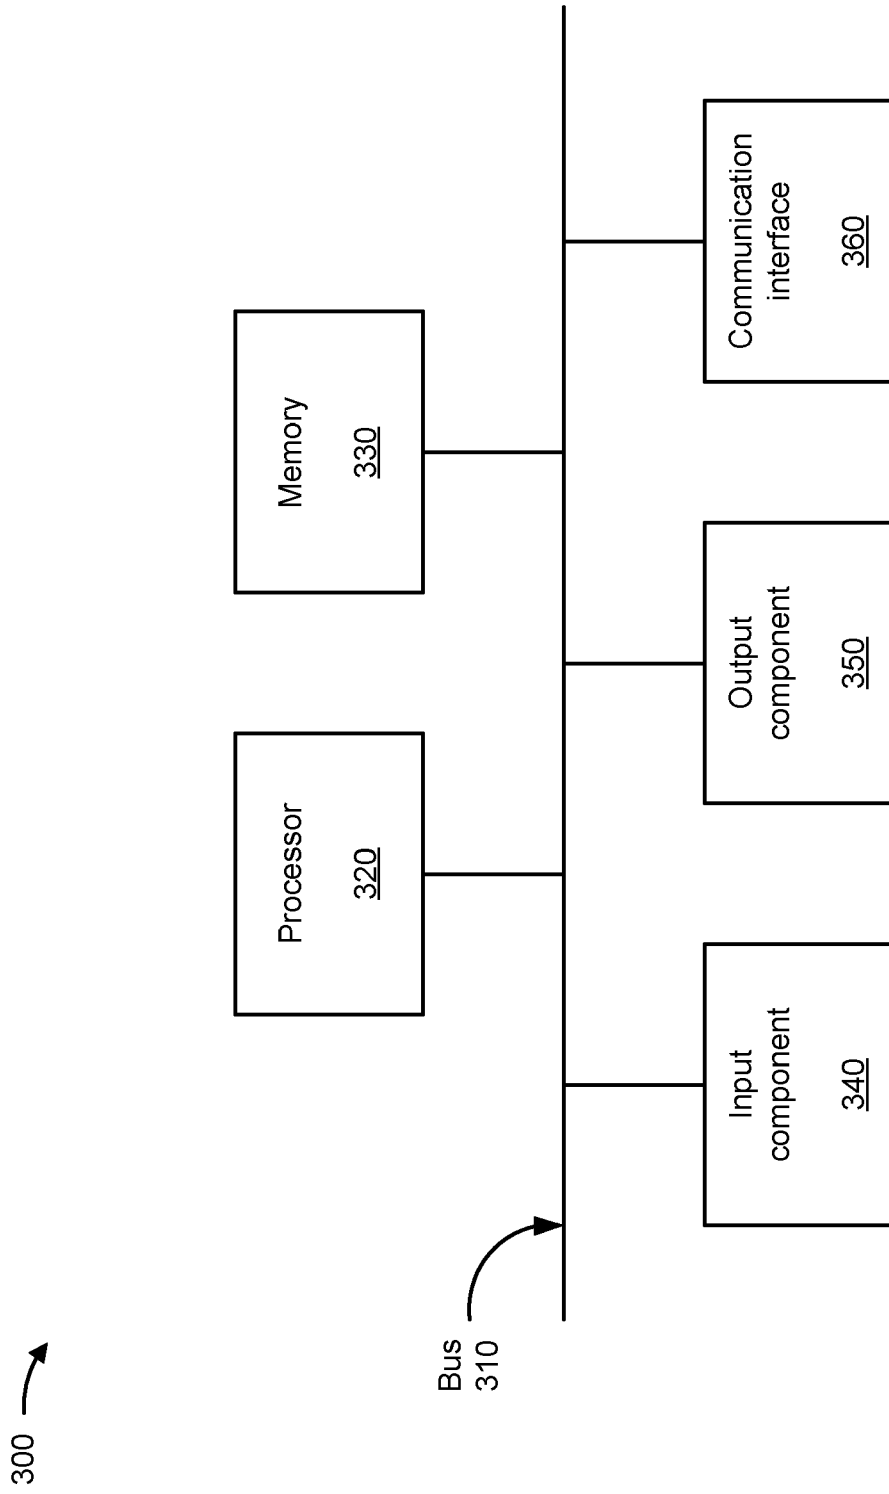 300
Bus
310
Processor
320
Memory
330
Input
component
340
Output
component
350
Communication
interface
360